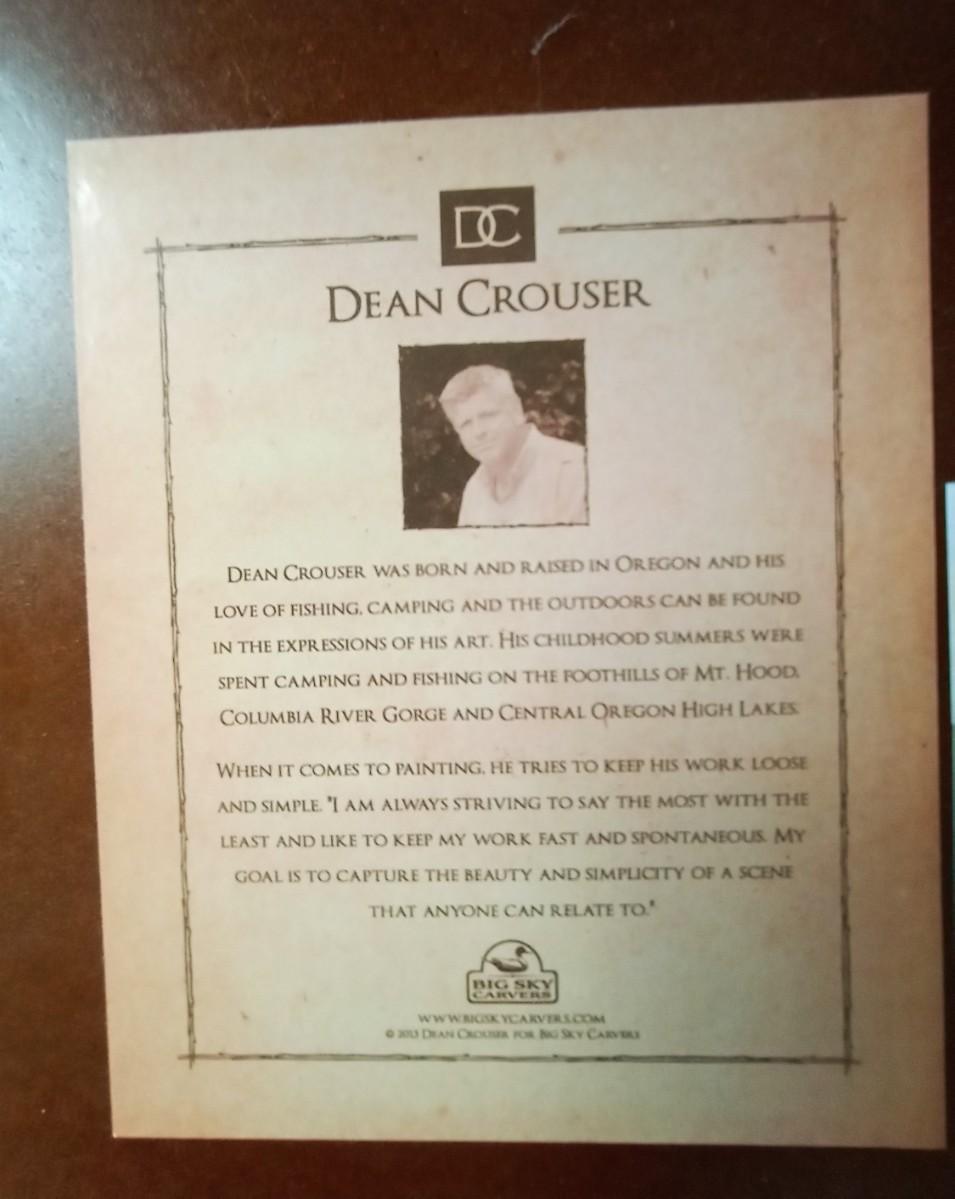 DC
DEAN CROUSER
DEAN CROUSER WAS BORN AND RAISED IN OREGON AND HIS
LOVE OF FISHING, CAMPING AND THE OUTDOORS CAN BE FOUND
IN THE EXPRESSIONS OF HIS ART. HIS CHILDHOOD SUMMERS WERE
SPENT CAMPING AND FISHING ON THE FOOTHILLS OF MT. HOOD,
COLUMBIA RIVER GORGE AND CENTRAL OREGON HIGH LAKES.
WHEN IT COMES TO PAINTING, HE TRIES TO KEEP HIS WORK LOOSE
AND SIMPLE. "I AM ALWAYS STRIVING TO SAY THE MOST WITH THE
LEAST AND LIKE TO KEEP MY WORK FAST AND SPONTANEOUS. MY
GOAL IS TO CAPTURE THE BEAUTY AND SIMPLICITY OF A SCENE
THAT ANYONE CAN RELATE TO."
BIG SKY
CARVERS
WWW.BIGSKYCARVERS.COM
© 2013 DEAN CROUSER FOR BIG SKY CARVERS